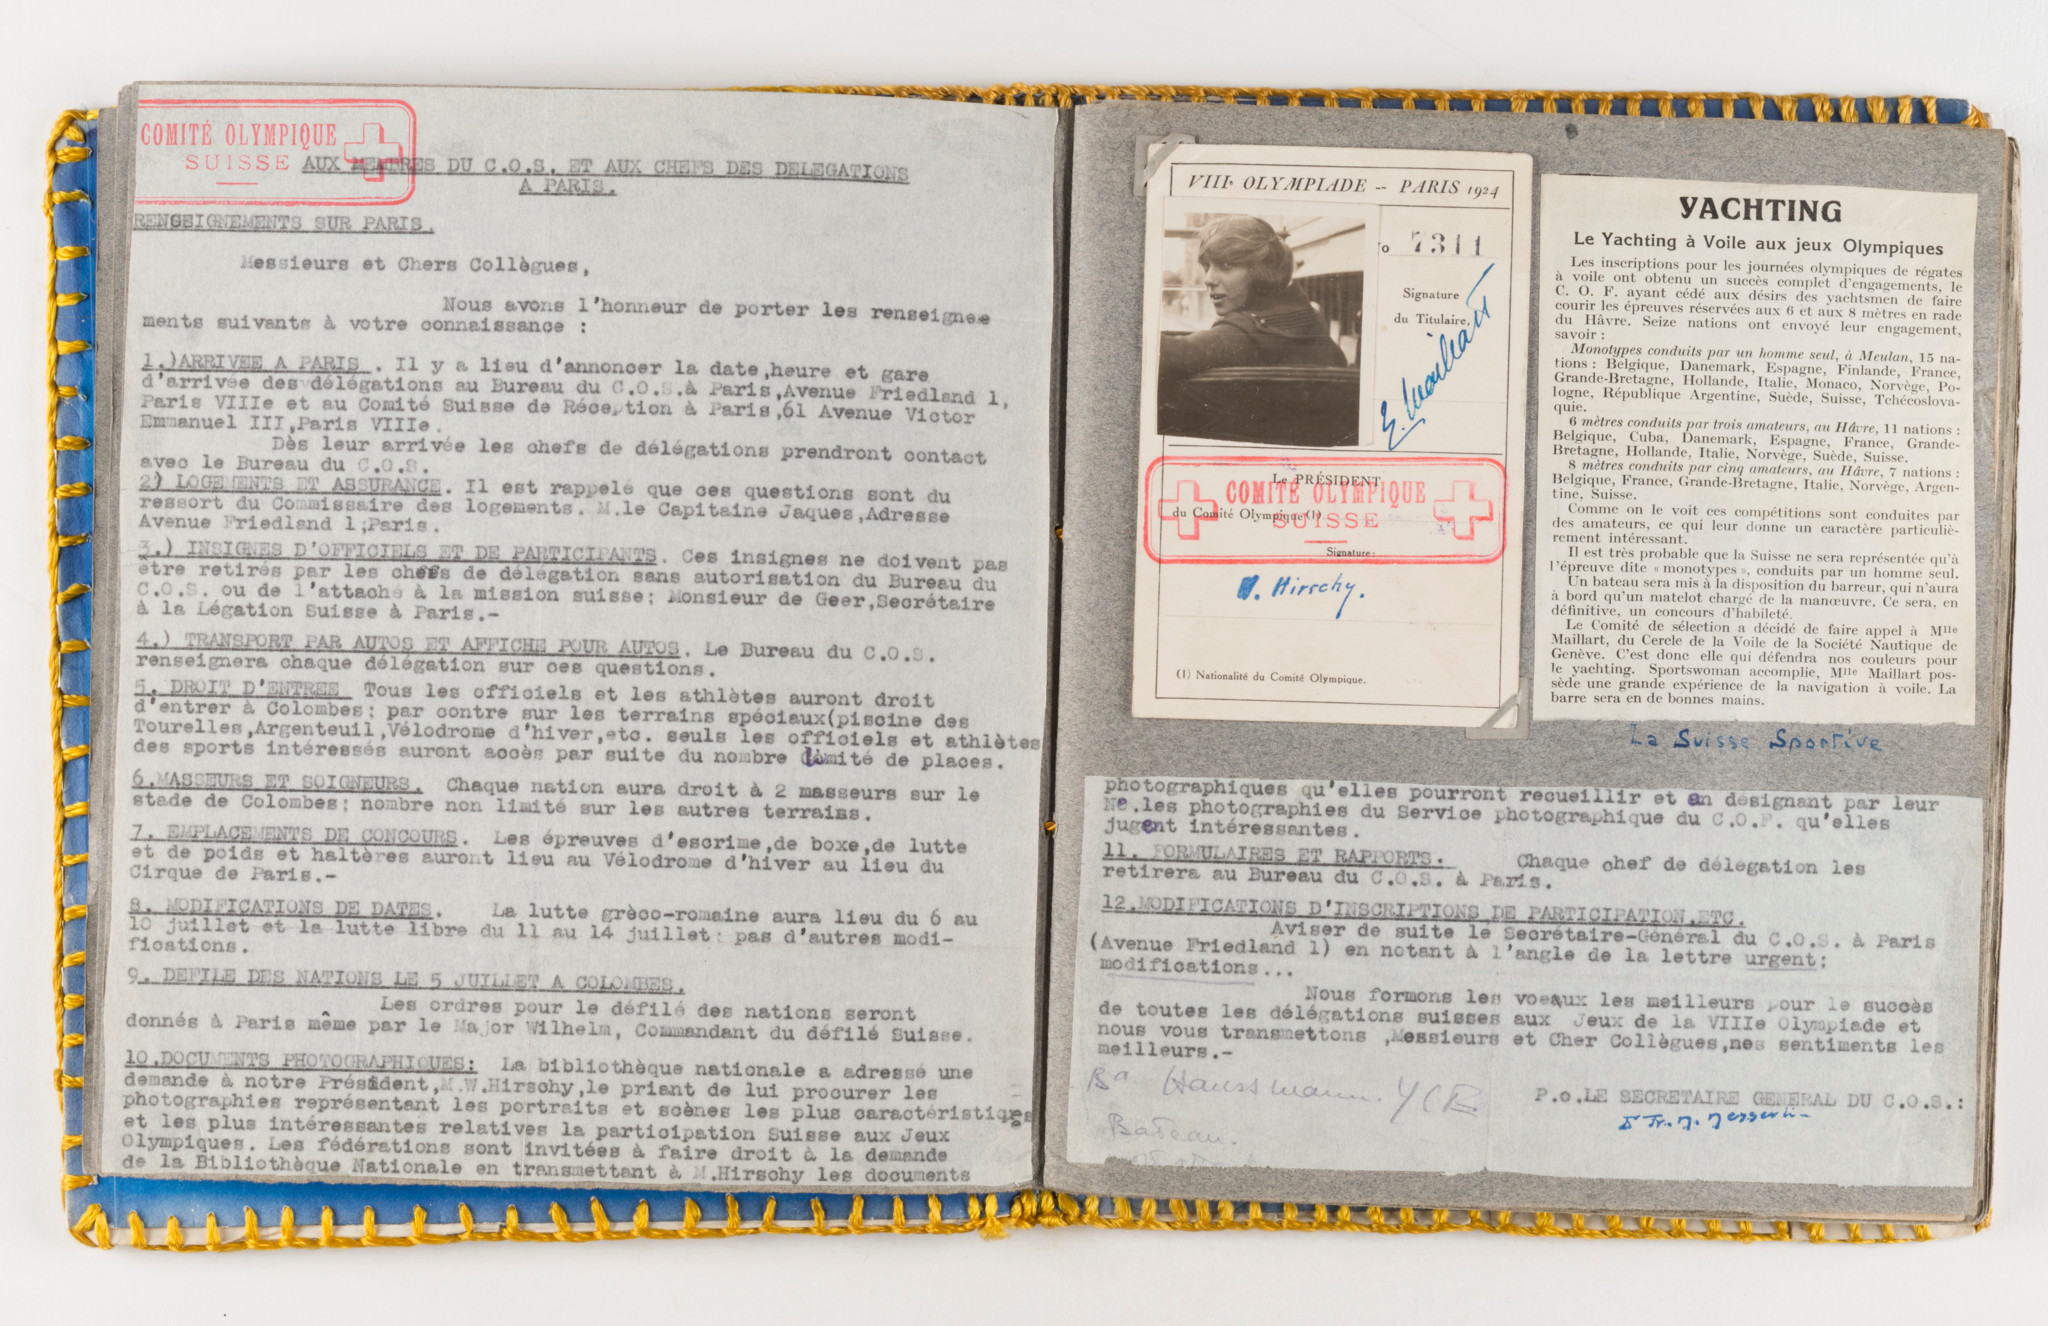 COMITÉ OLYMPIQUE
SUISSE
AUX MEMBRES DU C.O.S. ET AUX CHEFS DES DELEGATIONS
A PARIS.
RENSEIGNEMENTS SUR PARIS.
Messieurs et Chers Collègues,
Nous avons l'honneur de porter les renseigne
ments suivants à votre connaissance :
1.)ARRIVEE A PARIS . Il y a lieu d'annoncer la date,heure et gare
d'arrivée des délégations au Bureau du C.O.S.à Paris,Avenue Friedland 1,
Paris VIIIe et au Comité Suisse de Réception à Paris,61 Avenue Victor
Emmanuel III,Paris VIIIe.
Dès leur arrivée les chefs de délégations prendront contact
avec le Bureau du C.O.S.
2) LOGEMENTS ET ASSURANCE. Il est rappelé que ces questions sont du
ressort du Commissaire des logements. M.le Capitaine Jaques,Adresse
Avenue Friedland 1;Paris.
3.) INSIGNES D'OFFICIELS ET DE PARTICIPANTS. Ces insignes ne doivent pas
être retirés par les chefs de délégation sans autorisation du Bureau du
C.O.S. ou de l'attaché à la mission suisse; Monsieur de Geer,Secrétaire
à la Légation Suisse à Paris.-
4.) TRANSPORT PAR AUTOS ET AFFICHE POUR AUTOS. Le Bureau du C.O.S.
renseignera chaque délégation sur ces questions.
5. DROIT D'ENTREE Tous les officiels et les athlètes auront droit
d'entrer à Colombes; par contre sur les terrains spéciaux(piscine des
Tourelles,Argenteuil,Vélodrome d'hiver,etc. seuls les officiels et athlètes
des sports intéressés auront accès par suite du nombre limité de places.
6.MASSEURS ET SOIGNEURS. Chaque nation aura droit à 2 masseurs sur le
stade de Colombes; nombre non limité sur les autres terrains.
7. EMPLACEMENTS DE CONCOURS. Les épreuves d'escrime,de boxe,de lutte
et de poids et haltères auront lieu au Vélodrome d'hiver au lieu du
Cirque de Paris.-
8. MODIFICATIONS DE DATES. La lutte grèco-romaine aura lieu du 6 au
10 juillet et la lutte libre du 11 au 14 juillet: pas d'autres modi-
fications.
9. DEFILE DES NATIONS LE 5 JUILLET A COLOMBES.
Les ordres pour le défilé des nations seront
donnés à Paris même par le Major Wilhelm, Commandant du défilé Suisse.
10.DOCUMENTS PHOTOGRAPHIQUES: La bibliothèque nationale a adressé une
demande à notre Président,M.W.Hirschy,le priant de lui procurer les
photographies représentant les portraits et scènes les plus caractéristiques
et les plus intéressantes relatives la participation Suisse aux Jeux
Olympiques. Les fédérations sont invitées à faire droit à la demande
de la Bibliothèque Nationale en transmettant à M.Hirschy les documents
VIIIe OLYMPIADE -- PARIS 1924
No 7311
Signature
du Titulaire,
E. Maillart
Le PRÉSIDENT
du Comité Olympique (1)
COMITÉ OLYMPIQUE
SUISSE
Signature:
Hirschy.
(1) Nationalité du Comité Olympique.
YACHTING
Le Yachting à Voile aux jeux Olympiques
Les inscriptions pour les journées olympiques de régates
à voile ont obtenu un succès complet d'engagements, le
C. O. F. ayant cédé aux désirs des yachtsmen de faire
courir les épreuves réservées aux 6 et aux 8 mètres en rade
du Hâvre. Seize nations ont envoyé leur engagement,
savoir :
Monotypes conduits par un homme seul, à Meulan, 15 na-
tions : Belgique, Danemark, Espagne, Finlande, France,
Grande-Bretagne, Hollande, Italie, Monaco, Norvège, Po-
logne, République Argentine, Suède, Suisse, Tchécoslova-
quie.
6 mètres conduits par trois amateurs, au Hâvre, 11 nations :
Belgique, Cuba, Danemark, Espagne, France, Grande-
Bretagne, Hollande, Italie, Norvège, Suède, Suisse.
8 mètres conduits par cinq amateurs, au Hâvre, 7 nations :
Belgique, France, Grande-Bretagne, Italie, Norvège, Argen-
tine, Suisse.
Comme on le voit ces compétitions sont conduites par
des amateurs, ce qui leur donne un caractère particuliè-
rement intéressant.
Il est très probable que la Suisse ne sera représentée qu'à
l'épreuve dite « monotypes », conduits par un homme seul.
Un bateau sera mis à la disposition du barreur, qui n'aura
à bord qu'un matelot chargé de la manœuvre. Ce sera, en
définitive, un concours d'habileté.
Le Comité de sélection a décidé de faire appel à Mlle
Maillart, du Cercle de la Voile de la Société Nautique de
Genève. C'est donc elle qui défendra nos couleurs pour
le yachting. Sportswoman accomplie, Mlle Maillart pos-
sède une grande expérience de la navigation à voile. La
barre sera en de bonnes mains.
La Suisse Sportive
photographiques qu'elles pourront recueillir et en designant par leur
No.les photographies du Service photographique du C.O.F. qu'elles
jugent intéressantes.
11. FORMULAIRES ET RAPPORTS. Chaque chef de délégation les
retirera au Bureau du C.O.S. à Paris.
12.MODIFICATIONS D'INSCRIPTIONS DE PARTICIPATION,ETC.
Aviser de suite le Secrétaire-Général du C.O.S. à Paris
(Avenue Friedland 1) en notant à l'angle de la lettre urgent;
modifications...
Nous formons les voeaux les meilleurs pour le succès
de toutes les délégations suisses aux Jeux de la VIIIe Olympiade et
nous vous transmettons ,Messieurs et Cher Collègues,nos sentiments les
meilleurs.-
Bd Haussmann.
P.o.LE SECRETAIRE GENERAL DU C.O.S.:
Bateau.